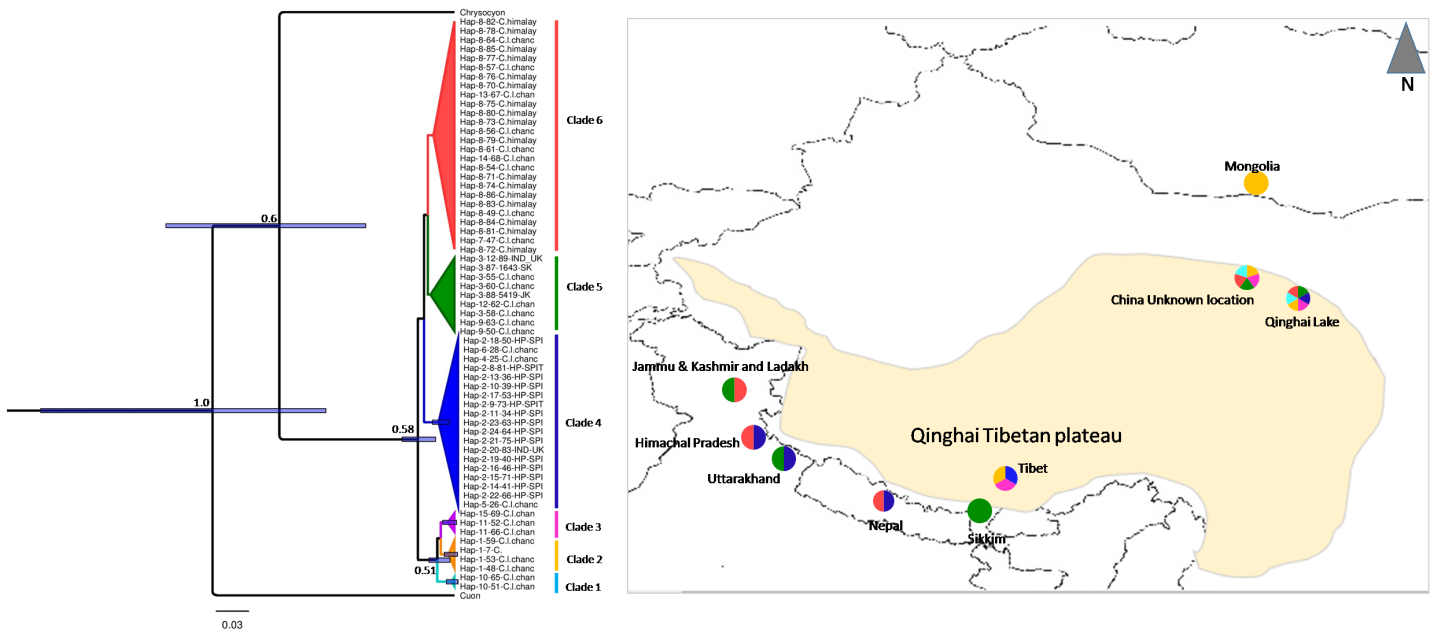 Chrysocyon
Hap-8-82-C.himalay
Hap-8-78-C.himalay
Hap-8-64-C.l.chanc
Hap-8-85-C.himalay
Hap-8-77-C.himalay
Hap-8-57-C.l.chanc
Hap-8-76-C.himalay
Hap-8-70-C.himalay
Hap-13-67-C.l.chan
Hap-8-75-C.himalay
Hap-8-80-C.himalay
Hap-8-73-C.himalay
Hap-8-56-C.l.chanc
Hap-8-79-C.himalay
Hap-8-61-C.l.chanc
Hap-14-68-C.l.chan
Hap-8-54-C.l.chanc
Hap-8-71-C.himalay
Hap-8-74-C.himalay
Hap-8-86-C.himalay
Hap-8-83-C.himalay
Hap-8-49-C.l.chanc
Hap-8-84-C.himalay
Hap-8-81-C.himalay
Hap-7-47-C.l.chanc
Hap-8-72-C.himalay
Hap-3-12-89-IND_UK
Hap-3-87-1643-SK
Hap-3-55-C.l.chanc
Hap-3-60-C.l.chanc
Hap-3-88-5419-JK
Hap-12-62-C.l.chan
Hap-3-58-C.l.chanc
Hap-9-63-C.l.chanc
Hap-9-50-C.l.chanc
Hap-2-18-50-HP-SPI
Hap-6-28-C.l.chanc
Hap-4-25-C.l.chanc
Hap-2-8-81-HP-SPIT
Hap-2-13-36-HP-SPI
Hap-2-10-39-HP-SPI
Hap-2-17-53-HP-SPI
Hap-2-9-73-HP-SPIT
Hap-2-11-34-HP-SPI
Hap-2-23-63-HP-SPI
Hap-2-24-64-HP-SPI
Hap-2-21-75-HP-SPI
Hap-2-20-83-IND-UK
Hap-2-19-40-HP-SPI
Hap-2-16-46-HP-SPI
Hap-2-15-71-HP-SPI
Hap-2-14-41-HP-SPI
Hap-2-22-66-HP-SPI
Hap-5-26-C.l.chanc
Hap-15-69-C.l.chan
Hap-11-52-C.l.chan
Hap-11-66-C.l.chan
Hap-1-59-C.l.chanc
Hap-1-7-C.
Hap-1-53-C.l.chanc
Hap-1-48-C.l.chanc
Hap-10-65-C.l.chan
Hap-10-51-C.l.chan
Cuon
Clade 6
Clade 5
Clade 4
Clade 3
Clade 2
Clade 1
0.6
1.0
0.58
0.51
0.03
N
Mongolia
China Unknown location
Qinghai Lake
Jammu & Kashmir and Ladakh
Himachal Pradesh
Uttarakhand
Qinghai Tibetan plateau
Tibet
Nepal
Sikkim